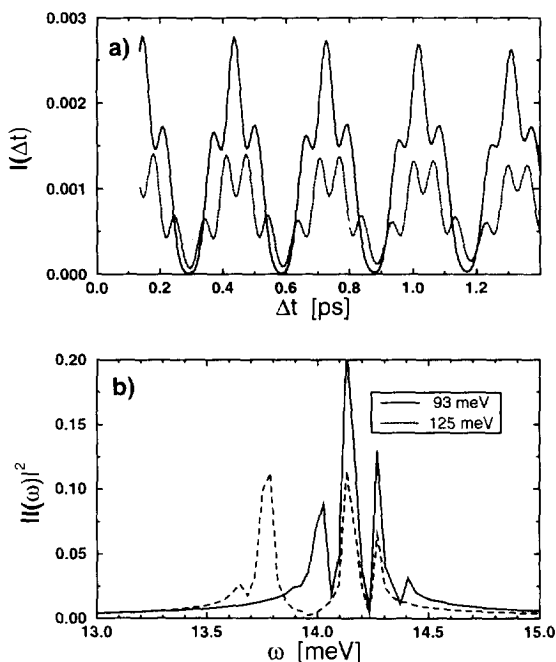 a)
I(Δt)
0.003
0.002
0.001
0.000
0.0 0.2 0.4 0.6 0.8 1.0 1.2
Δt [ps]
b)
|I(ω)|²
0.20
0.15
0.10
0.05
0.00
93 meV
125 meV
13.0 13.5 14.0 14.5 15.0
ω [meV]